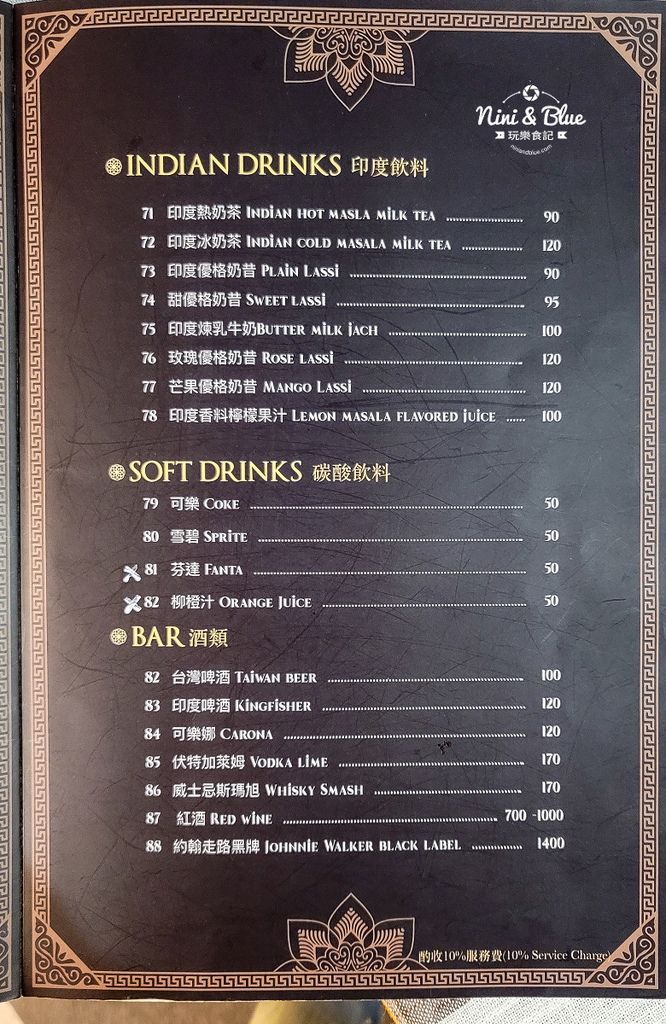 Nini & Blue
玩樂食記
niniandblue.com
INDIAN DRINKS 印度飲料
71 印度熱奶茶 Indian hot masla milk tea 90
72 印度冰奶茶 Indian cold masala milk tea 120
73 印度優格奶昔 Plain Lassi 90
74 甜優格奶昔 Sweet lassi 95
75 印度煉乳牛奶Butter milk jach 100
76 玫瑰優格奶昔 Rose lassi 120
77 芒果優格奶昔 Mango Lassi 120
78 印度香料檸檬果汁 Lemon masala flavored juice 100
SOFT DRINKS 碳酸飲料
79 可樂 Coke 50
80 雪碧 Sprite 50
81 芬達 Fanta 50
82 柳橙汁 Orange Juice 50
BAR 酒類
82 台灣啤酒 Taiwan beer 100
83 印度啤酒 Kingfisher 120
84 可樂娜 Carona 120
85 伏特加萊姆 Vodka lime 170
86 威士忌斯瑪旭 Whisky Smash 170
87 紅酒 Red wine 700 -1000
88 約翰走路黑牌 Johnnie Walker black label 1400
酌收10%服務費(10% Service Charge)